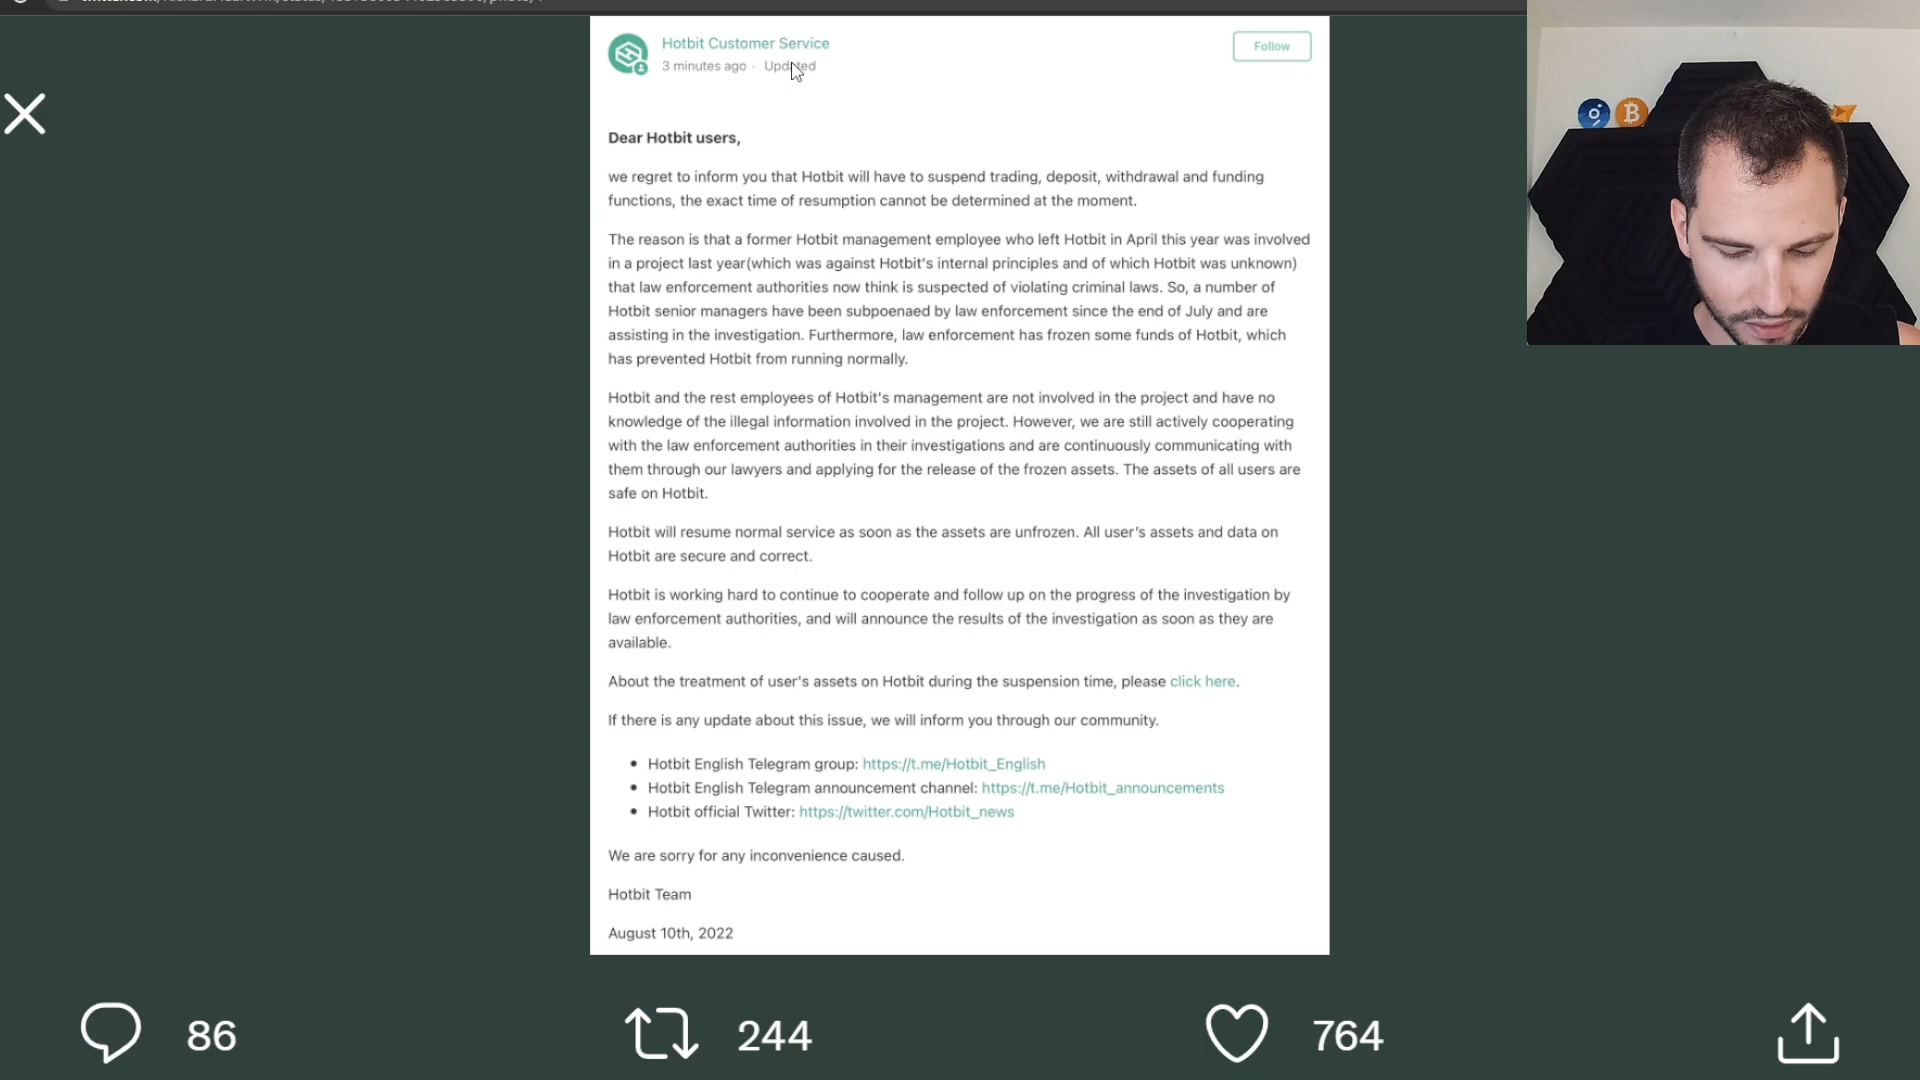 Hotbit Customer Service
Follow
3 minutes ago · Updated
Dear Hotbit users,
we regret to inform you that Hotbit will have to suspend trading, deposit, withdrawal and funding
functions, the exact time of resumption cannot be determined at the moment.
The reason is that a former Hotbit management employee who left Hotbit in April this year was involved
in a project last year(which was against Hotbit's internal principles and of which Hotbit was unknown)
that law enforcement authorities now think is suspected of violating criminal laws. So, a number of
Hotbit senior managers have been subpoenaed by law enforcement since the end of July and are
assisting in the investigation. Furthermore, law enforcement has frozen some funds of Hotbit, which
has prevented Hotbit from running normally.
Hotbit and the rest employees of Hotbit's management are not involved in the project and have no
knowledge of the illegal information involved in the project. However, we are still actively cooperating
with the law enforcement authorities in their investigations and are continuously communicating with
them through our lawyers and applying for the release of the frozen assets. The assets of all users are
safe on Hotbit.
Hotbit will resume normal service as soon as the assets are unfrozen. All user's assets and data on
Hotbit are secure and correct.
Hotbit is working hard to continue to cooperate and follow up on the progress of the investigation by
law enforcement authorities, and will announce the results of the investigation as soon as they are
available.
About the treatment of user's assets on Hotbit during the suspension time, please click here.
If there is any update about this issue, we will inform you through our community.
• Hotbit English Telegram group: https://t.me/Hotbit_English
• Hotbit English Telegram announcement channel: https://t.me/Hotbit_announcements
• Hotbit official Twitter: https://twitter.com/Hotbit_news
We are sorry for any inconvenience caused.
Hotbit Team
August 10th, 2022
86
244
764